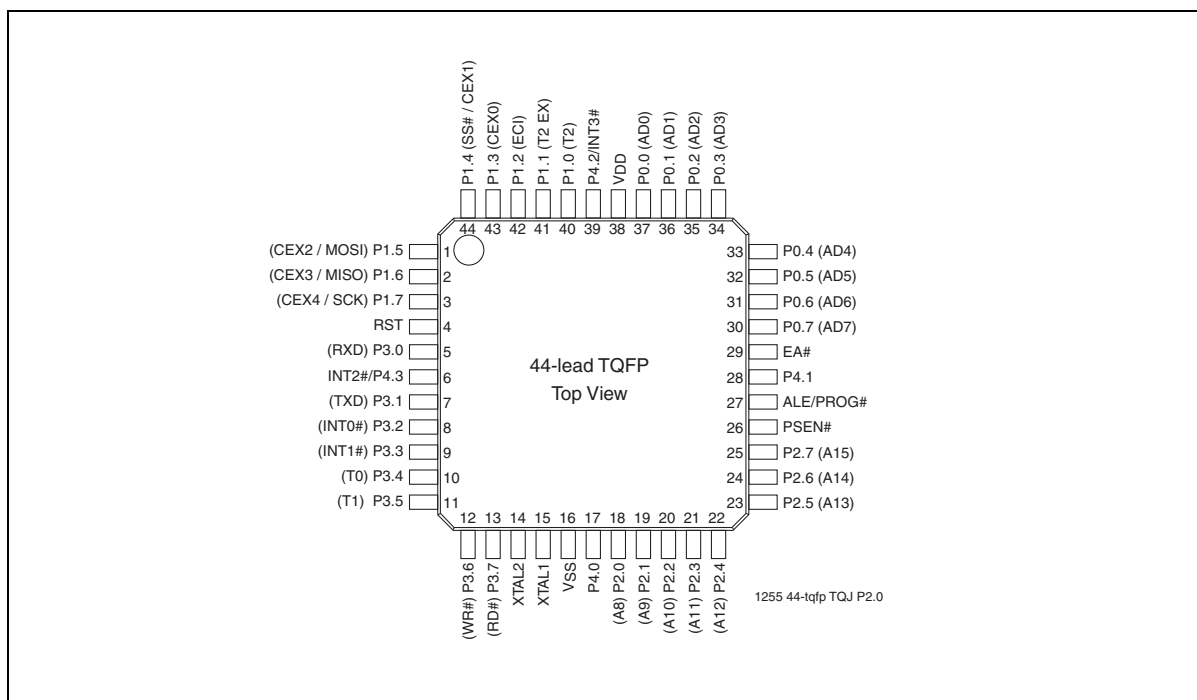 P1.4 (SS# / CEX1)
P1.3 (CEX0)
P1.2 (ECI)
P1.1 (T2 EX)
P1.0 (T2)
P4.2/INT3#
VDD
P0.0 (AD0)
P0.1 (AD1)
P0.2 (AD2)
P0.3 (AD3)
44 43 42 41 40 39 38 37 36 35 34
(CEX2 / MOSI) P1.5 1
(CEX3 / MISO) P1.6 2
(CEX4 / SCK) P1.7 3
RST 4
(RXD) P3.0 5
INT2#/P4.3 6
(TXD) P3.1 7
(INT0#) P3.2 8
(INT1#) P3.3 9
(T0) P3.4 10
(T1) P3.5 11
44-lead TQFP
Top View
33 P0.4 (AD4)
32 P0.5 (AD5)
31 P0.6 (AD6)
30 P0.7 (AD7)
29 EA#
28 P4.1
27 ALE/PROG#
26 PSEN#
25 P2.7 (A15)
24 P2.6 (A14)
23 P2.5 (A13)
12 13 14 15 16 17 18 19 20 21 22
(WR#) P3.6
(RD#) P3.7
XTAL2
XTAL1
VSS
P4.0
(A8) P2.0
(A9) P2.1
(A10) P2.2
(A11) P2.3
(A12) P2.4
1255 44-tqfp TQJ P2.0